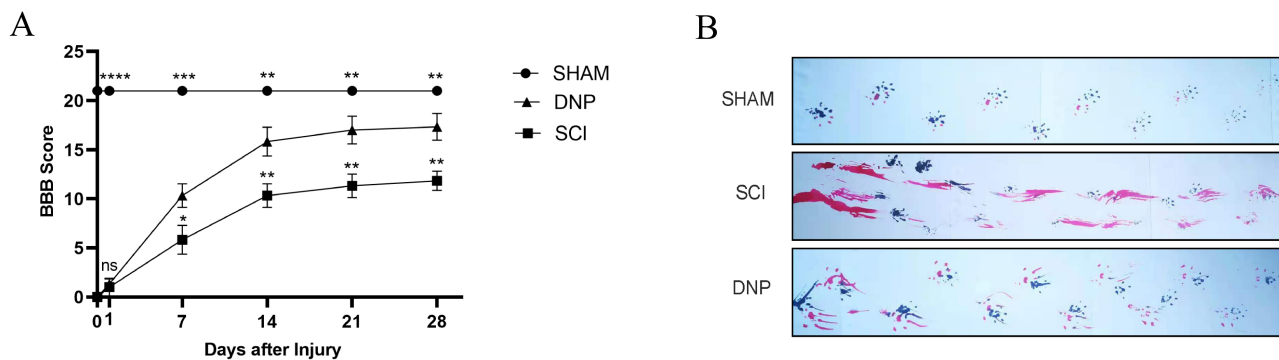 A
25
20
15
10
5
0
BBB Score
**** *** ** ** **
* ** ** **
ns
0 1 7 14 21 28
Days after Injury
SHAM
DNP
SCI
B
SHAM
SCI
DNP